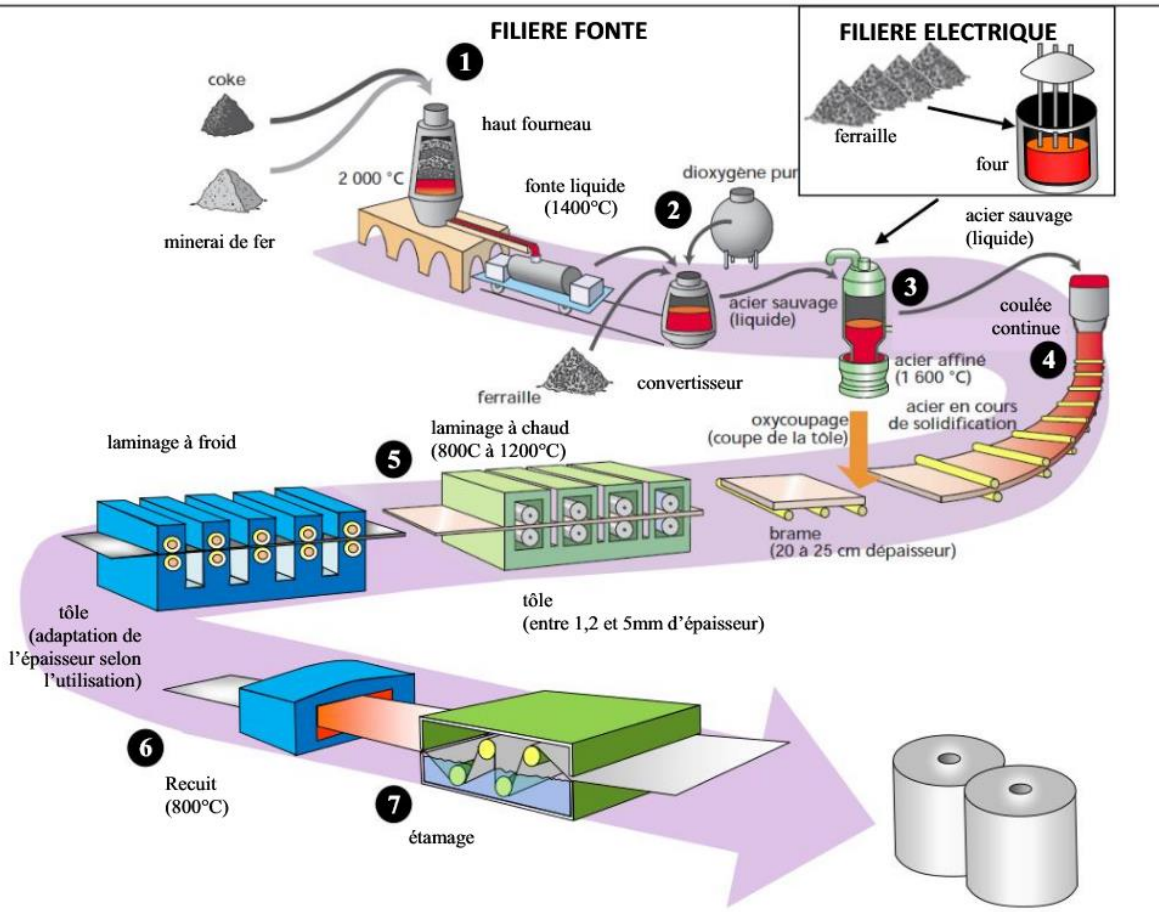 FILIERE FONTE
FILIERE ELECTRIQUE
1
coke
haut fourneau
2 000 °C
minerai de fer
fonte liquide
(1400°C)
2
dioxygène pur
ferraille
four
acier sauvage
(liquide)
ferraille
convertisseur
acier sauvage
(liquide)
3
acier affiné
(1 600 °C)
coulée
continue
4
acier en cours
de solidification
oxycoupage
(coupe de la tôle)
brame
(20 à 25 cm dépaisseur)
5
laminage à chaud
(800C à 1200°C)
tôle
(entre 1,2 et 5mm d'épaisseur)
laminage à froid
tôle
(adaptation de
l'épaisseur selon
l'utilisation)
6
Recuit
(800°C)
7
étamage